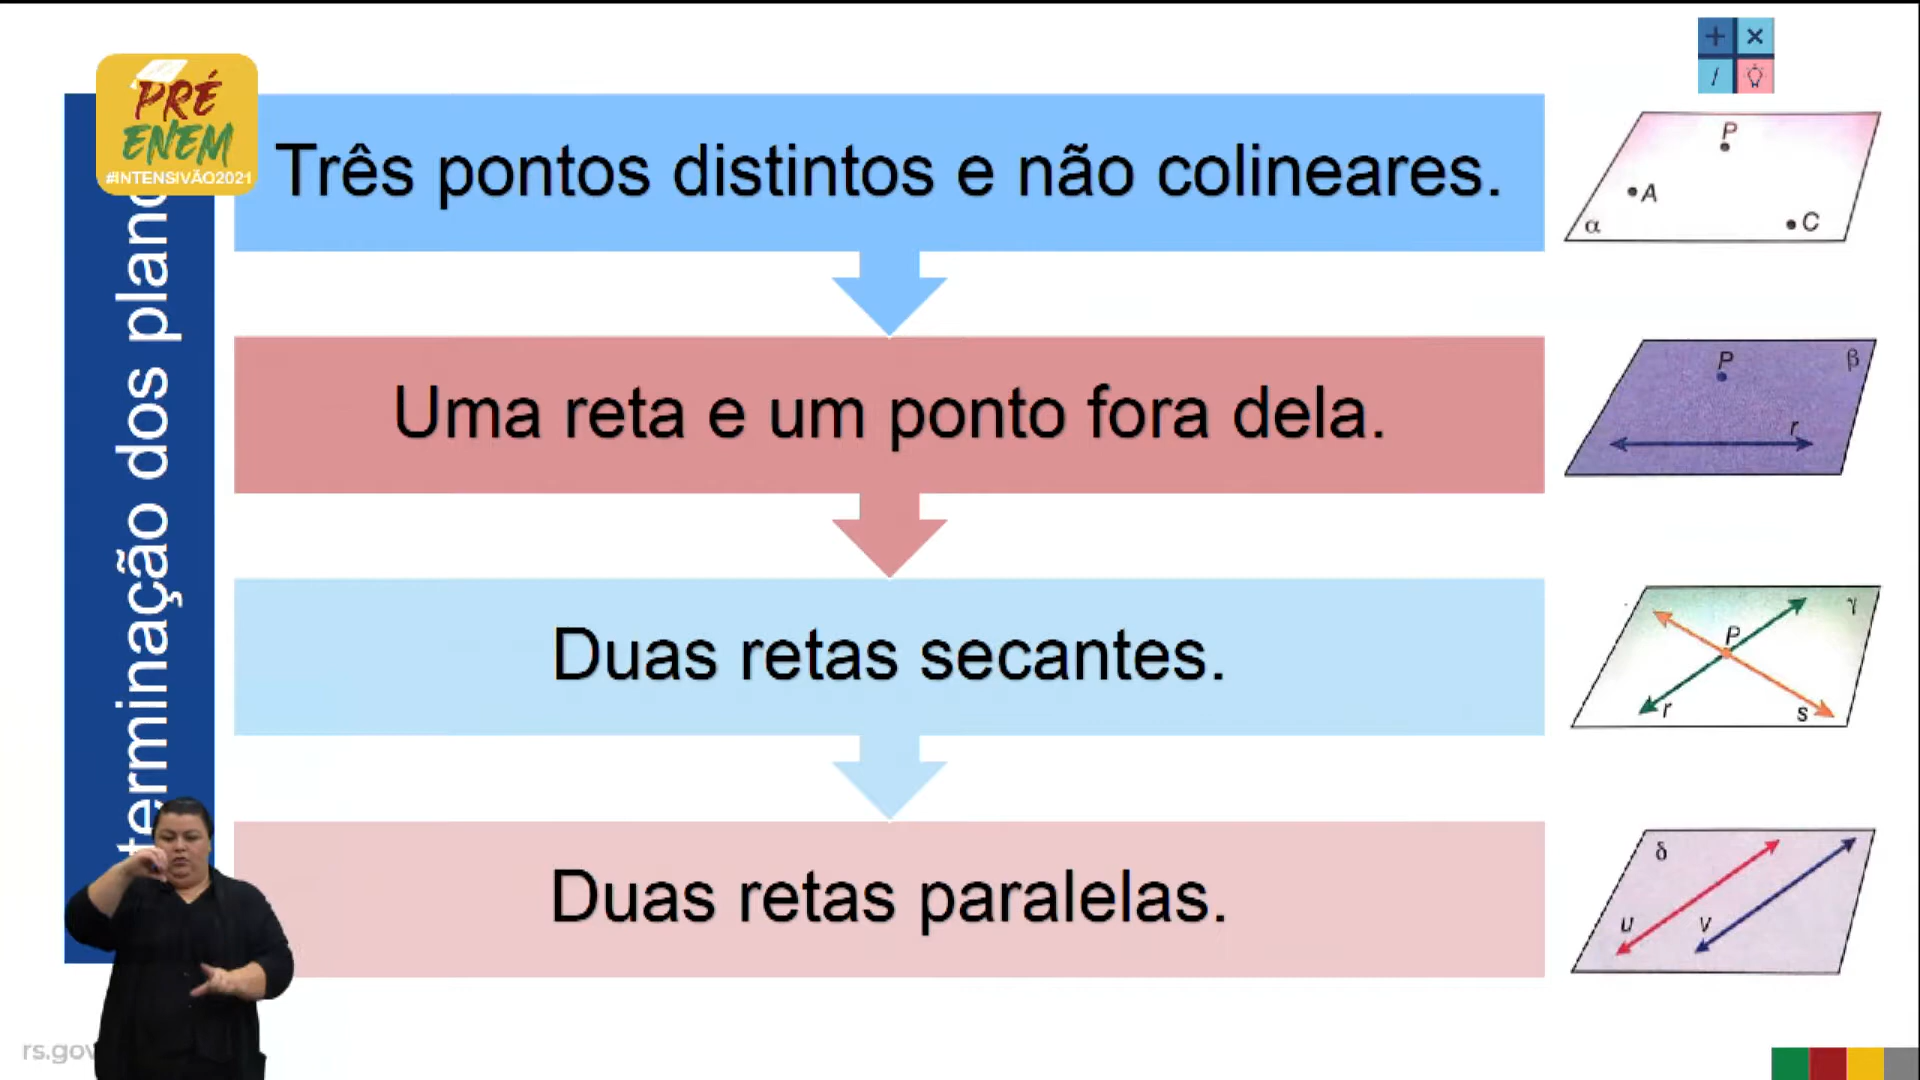 PRÉ
ENEM
#INTENSIVÃO2021
terminação dos plano
Três pontos distintos e não colineares.
P
A
C
α
Uma reta e um ponto fora dela.
P
β
r
Duas retas secantes.
γ
P
r
s
Duas retas paralelas.
δ
u
v
rs.gov